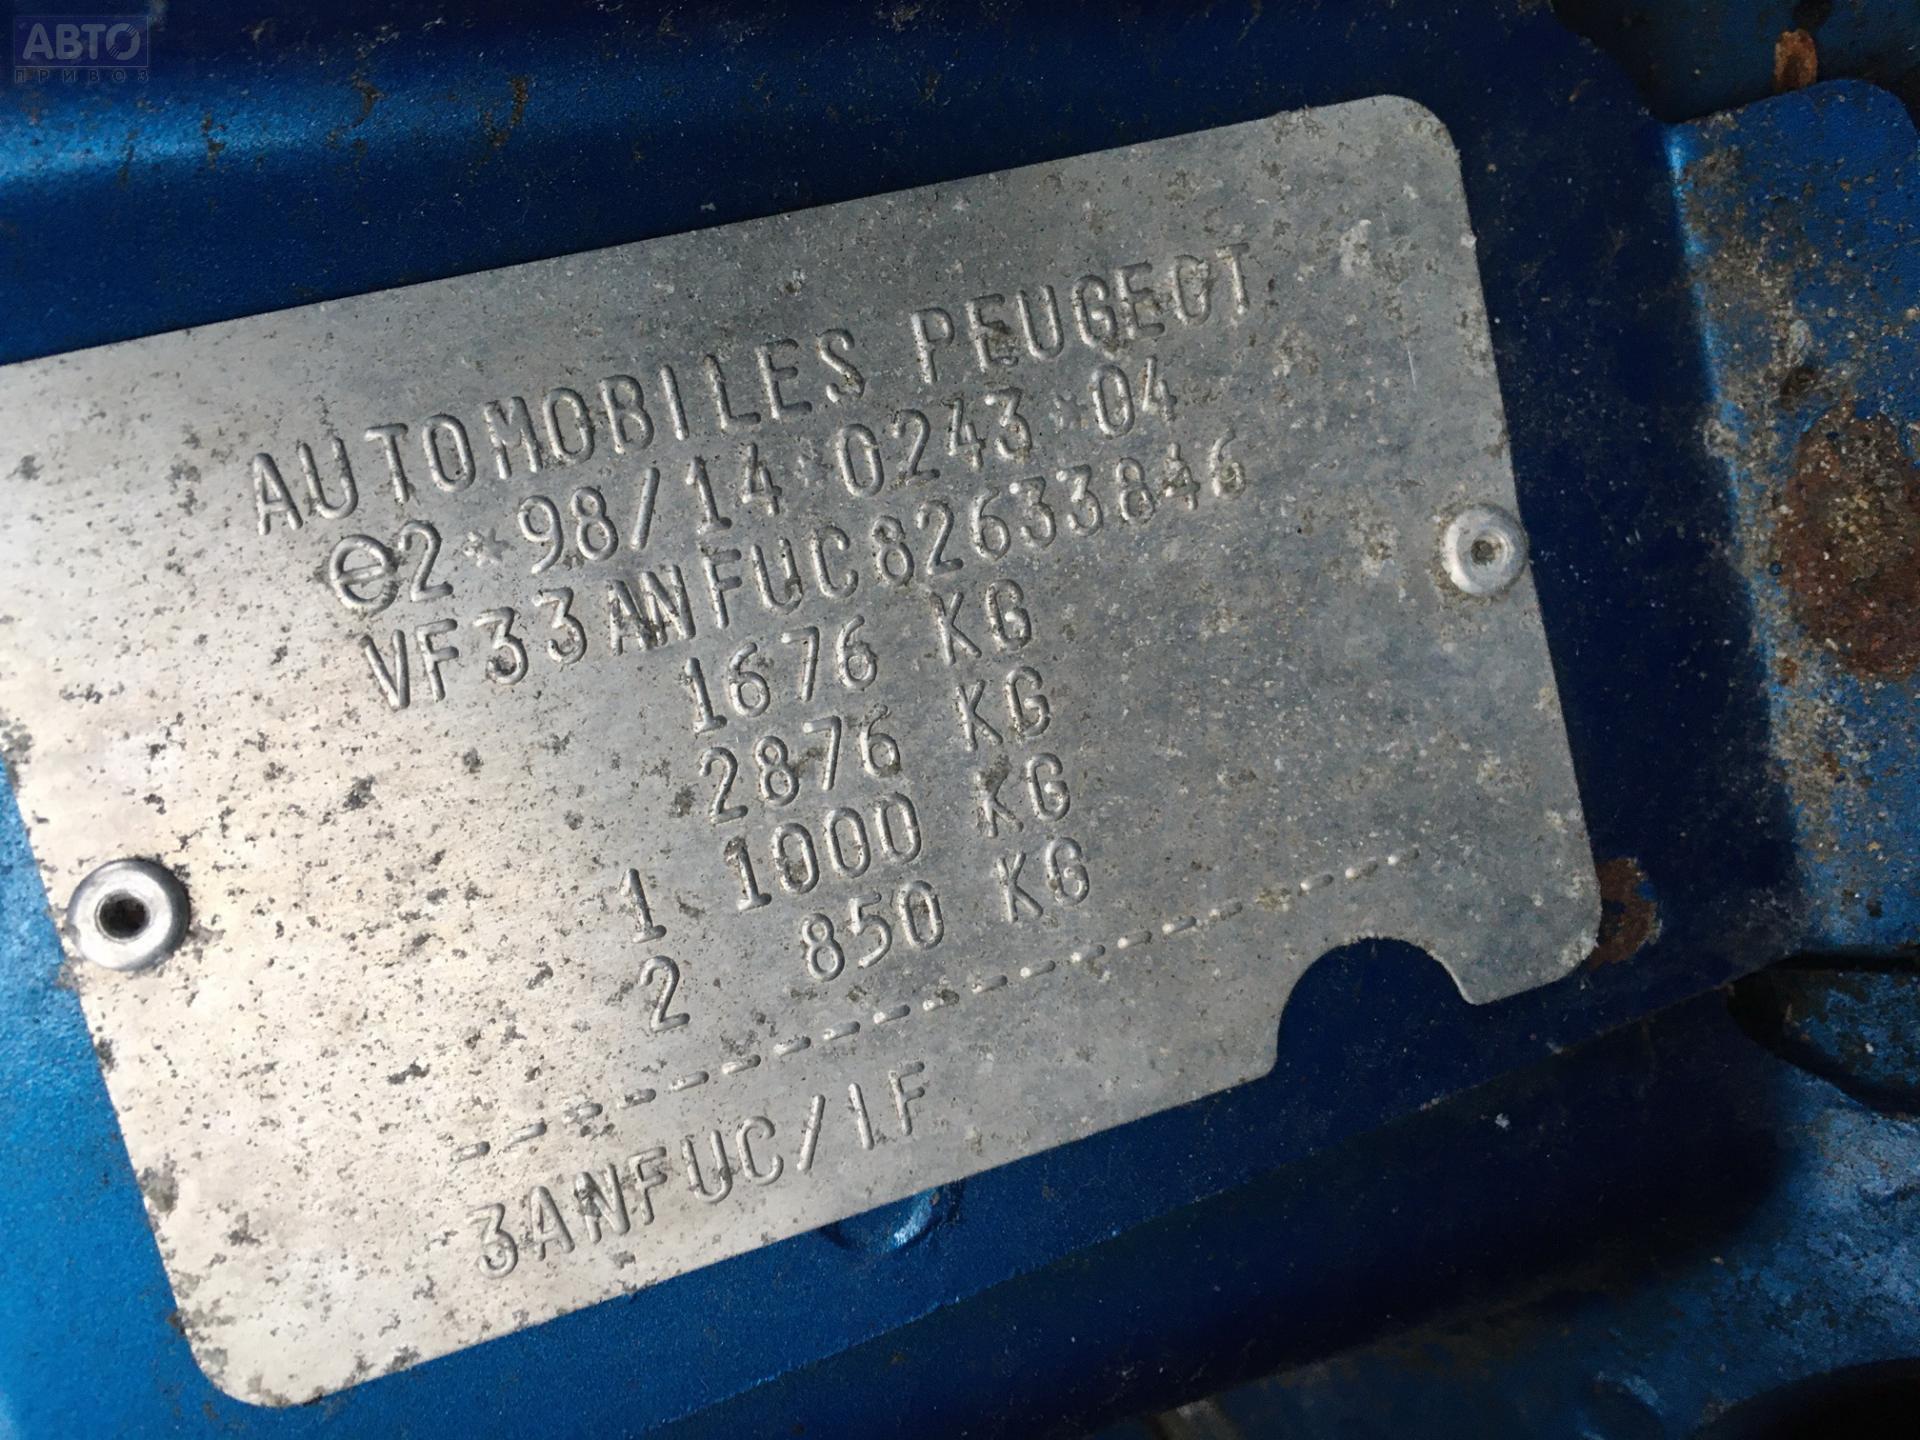 АВТО
ПРИВОЗ
AUTOMOBILES PEUGEOT
e2*98/14*0243*04
VF33ANFUC82633846
1676 KG
2876 KG
1 1000 KG
2 850 KG
--------------------
3ANFUC/1F